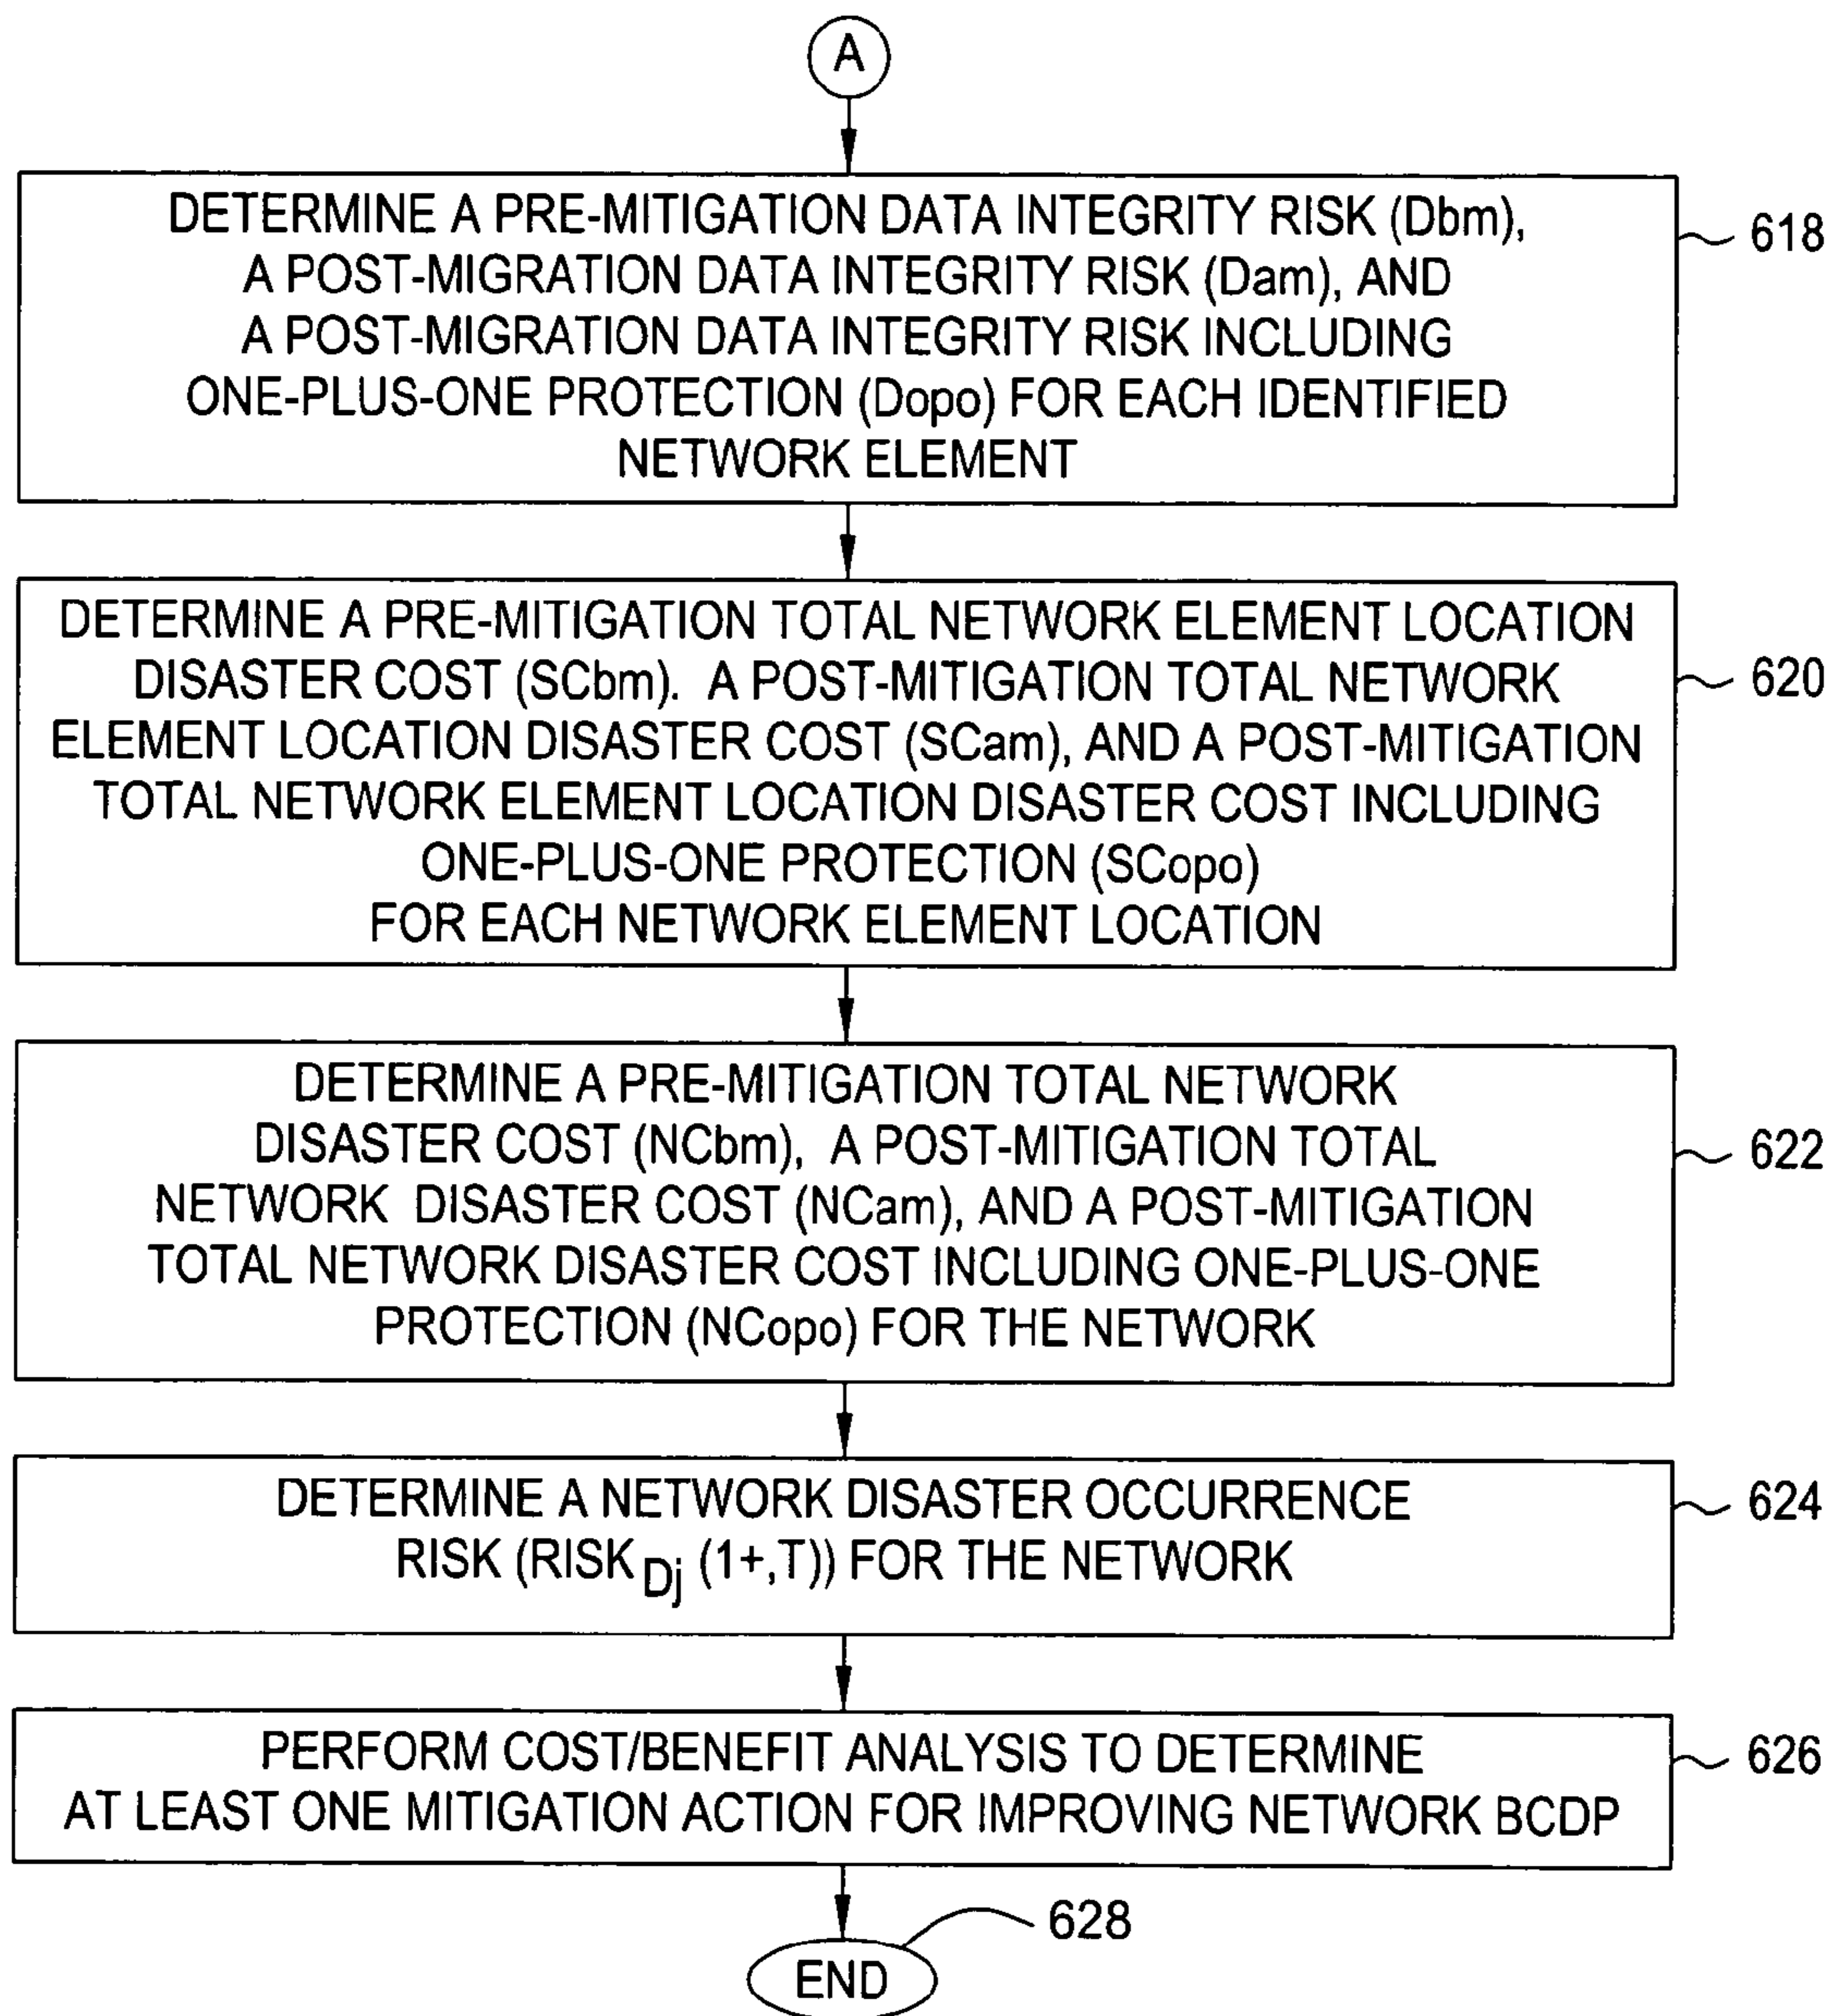 A
DETERMINE A PRE-MITIGATION DATA INTEGRITY RISK (Dbm),
A POST-MIGRATION DATA INTEGRITY RISK (Dam), AND
A POST-MIGRATION DATA INTEGRITY RISK INCLUDING
ONE-PLUS-ONE PROTECTION (Dopo) FOR EACH IDENTIFIED
NETWORK ELEMENT
618
DETERMINE A PRE-MITIGATION TOTAL NETWORK ELEMENT LOCATION
DISASTER COST (SCbm). A POST-MITIGATION TOTAL NETWORK
ELEMENT LOCATION DISASTER COST (SCam), AND A POST-MITIGATION
TOTAL NETWORK ELEMENT LOCATION DISASTER COST INCLUDING
ONE-PLUS-ONE PROTECTION (SCopo)
FOR EACH NETWORK ELEMENT LOCATION
620
DETERMINE A PRE-MITIGATION TOTAL NETWORK
DISASTER COST (NCbm), A POST-MITIGATION TOTAL
NETWORK DISASTER COST (NCam), AND A POST-MITIGATION
TOTAL NETWORK DISASTER COST INCLUDING ONE-PLUS-ONE
PROTECTION (NCopo) FOR THE NETWORK
622
DETERMINE A NETWORK DISASTER OCCURRENCE
RISK (RISK Dj (1+,T)) FOR THE NETWORK
624
PERFORM COST/BENEFIT ANALYSIS TO DETERMINE
AT LEAST ONE MITIGATION ACTION FOR IMPROVING NETWORK BCDP
626
628
END